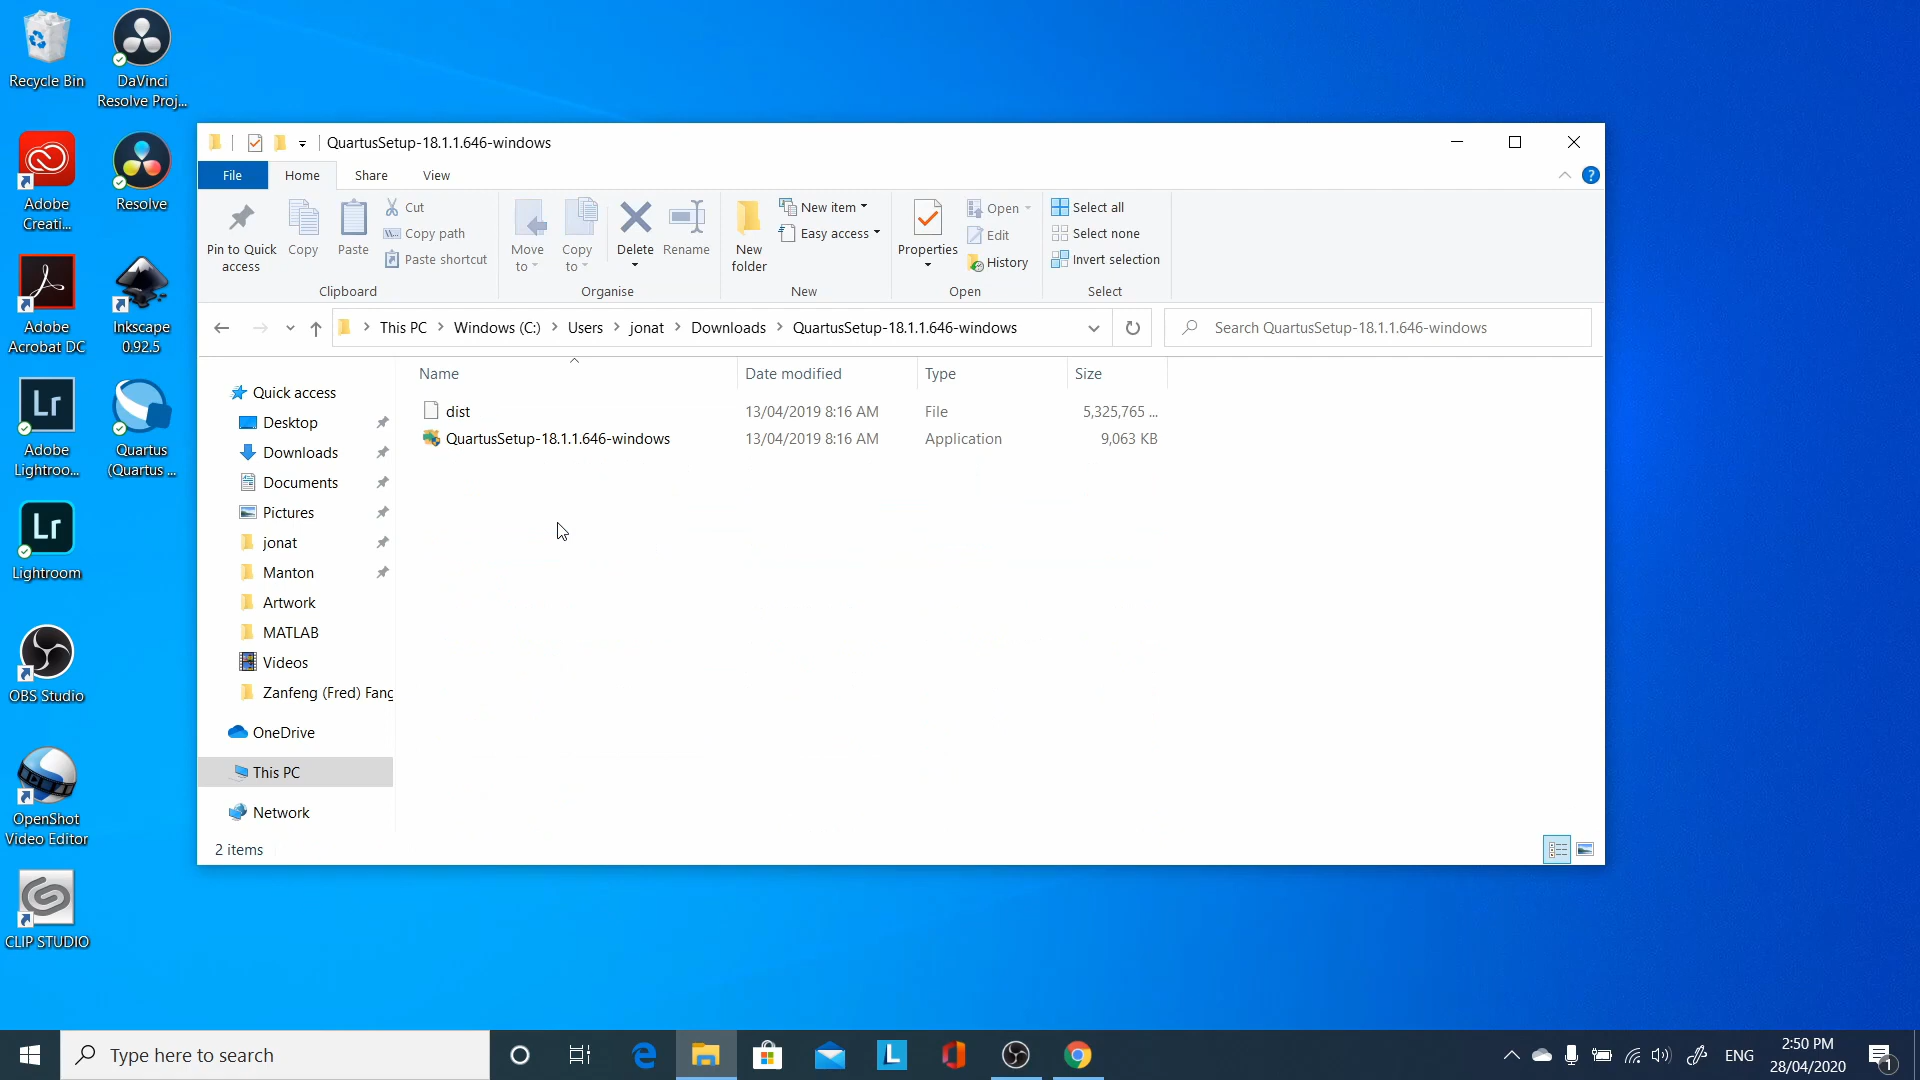 Recycle Bin
DaVinci
Resolve Proj...
Adobe
Creati...
Resolve
Adobe
Acrobat DC
Inkscape
0.92.5
Lr
Adobe
Lightroo...
Quartus
(Quartus ...
Lr
Lightroom
OBS Studio
OpenShot
Video Editor
CLIP STUDIO
QuartusSetup-18.1.1.646-windows
File
Home
Share
View
?
Pin to Quick
access
Copy
Paste
Cut
Copy path
Paste shortcut
Clipboard
Move
to
Copy
to
Delete
Rename
Organise
New
folder
New item
Easy access
New
Properties
Open
Edit
History
Open
Select all
Select none
Invert selection
Select
This PC > Windows (C:) > Users > jonat > Downloads > QuartusSetup-18.1.1.646-windows
Search QuartusSetup-18.1.1.646-windows
Name Date modified Type Size
dist 13/04/2019 8:16 AM File 5,325,765 ...
QuartusSetup-18.1.1.646-windows 13/04/2019 8:16 AM Application 9,063 KB
Quick access
Desktop
Downloads
Documents
Pictures
jonat
Manton
Artwork
MATLAB
Videos
Zanfeng (Fred) Fang
OneDrive
This PC
Network
2 items
Type here to search
L
ENG
2:50 PM
28/04/2020
1